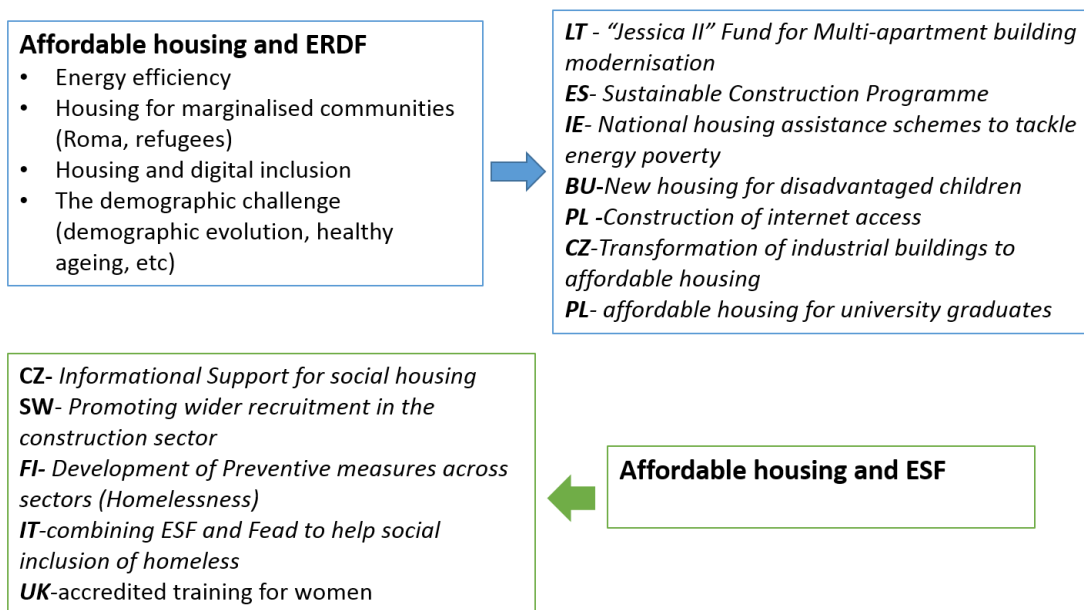 Affordable housing and ERDF
• Energy efficiency
• Housing for marginalised communities
(Roma, refugees)
• Housing and digital inclusion
• The demographic challenge
(demographic evolution, healthy
ageing, etc)
LT - “Jessica II” Fund for Multi-apartment building
modernisation
ES- Sustainable Construction Programme
IE- National housing assistance schemes to tackle
energy poverty
BU-New housing for disadvantaged children
PL -Construction of internet access
CZ-Transformation of industrial buildings to
affordable housing
PL- affordable housing for university graduates
CZ- Informational Support for social housing
SW- Promoting wider recruitment in the
construction sector
FI- Development of Preventive measures across
sectors (Homelessness)
IT-combining ESF and Fead to help social
inclusion of homeless
UK-accredited training for women
Affordable housing and ESF